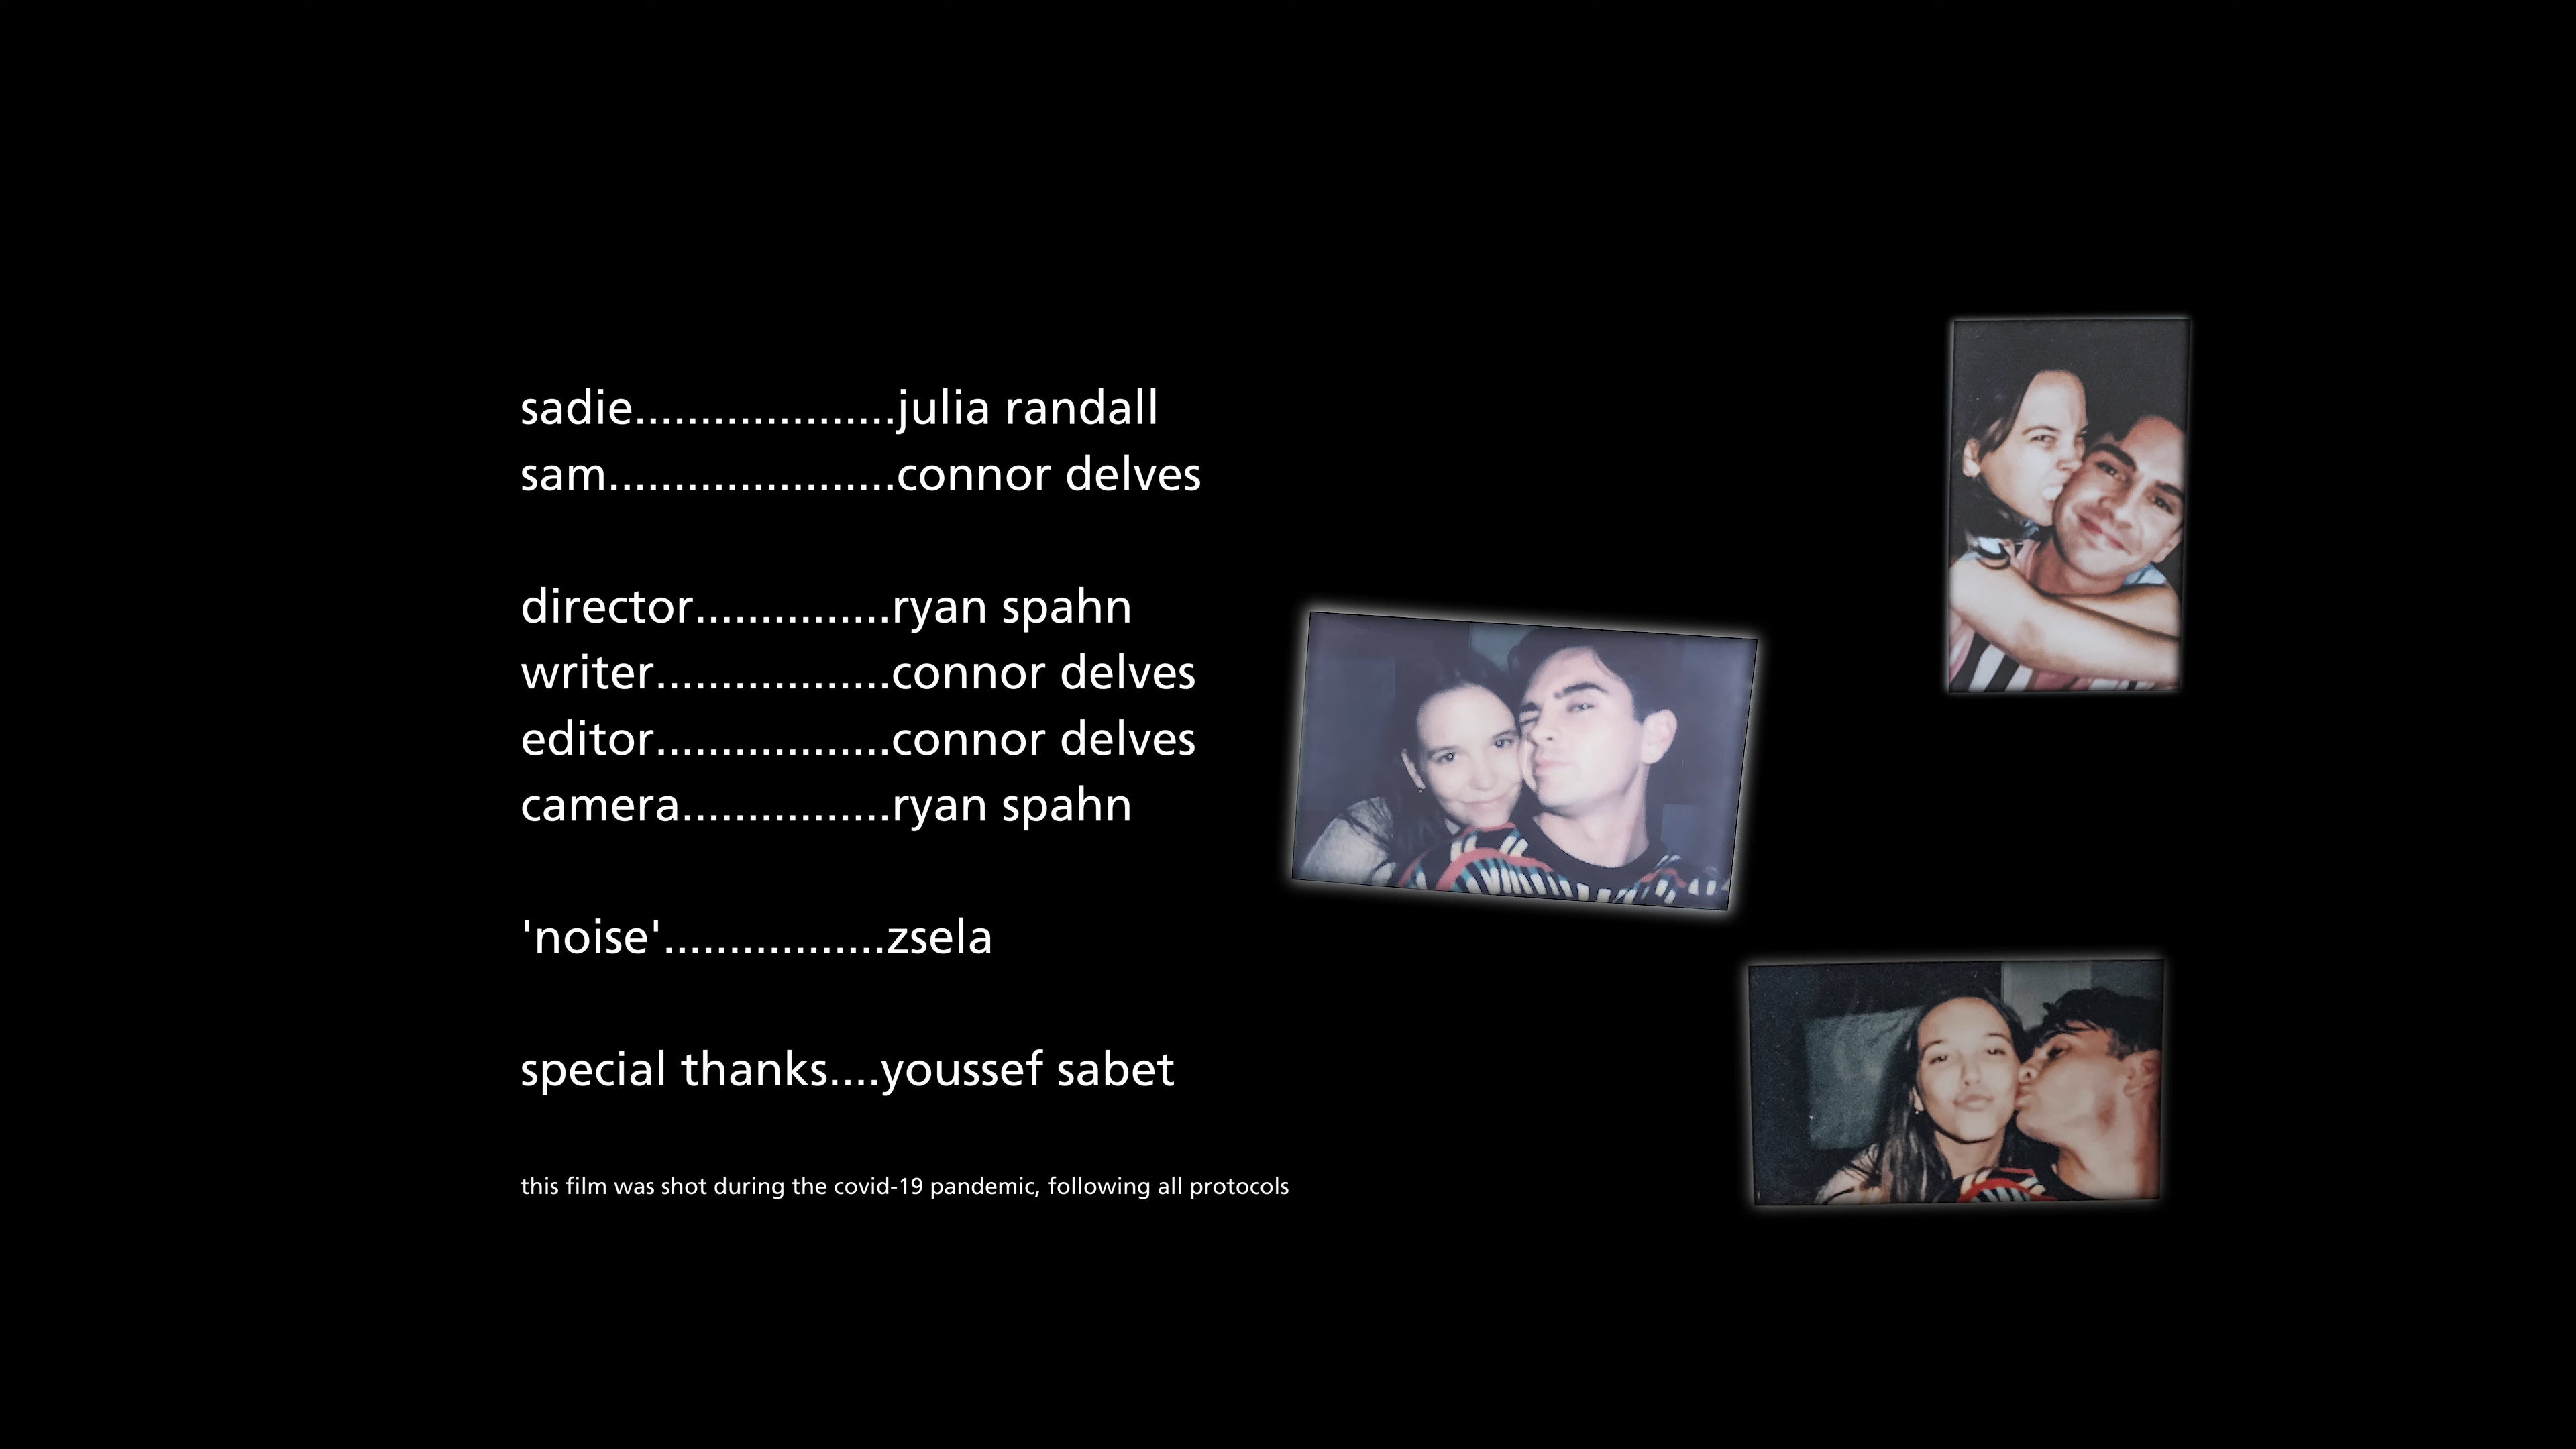 sadie....................julia randall
sam......................connor delves
director...............ryan spahn
writer..................connor delves
editor..................connor delves
camera................ryan spahn
'noise'.................zsela
special thanks....youssef sabet
this film was shot during the covid-19 pandemic, following all protocols